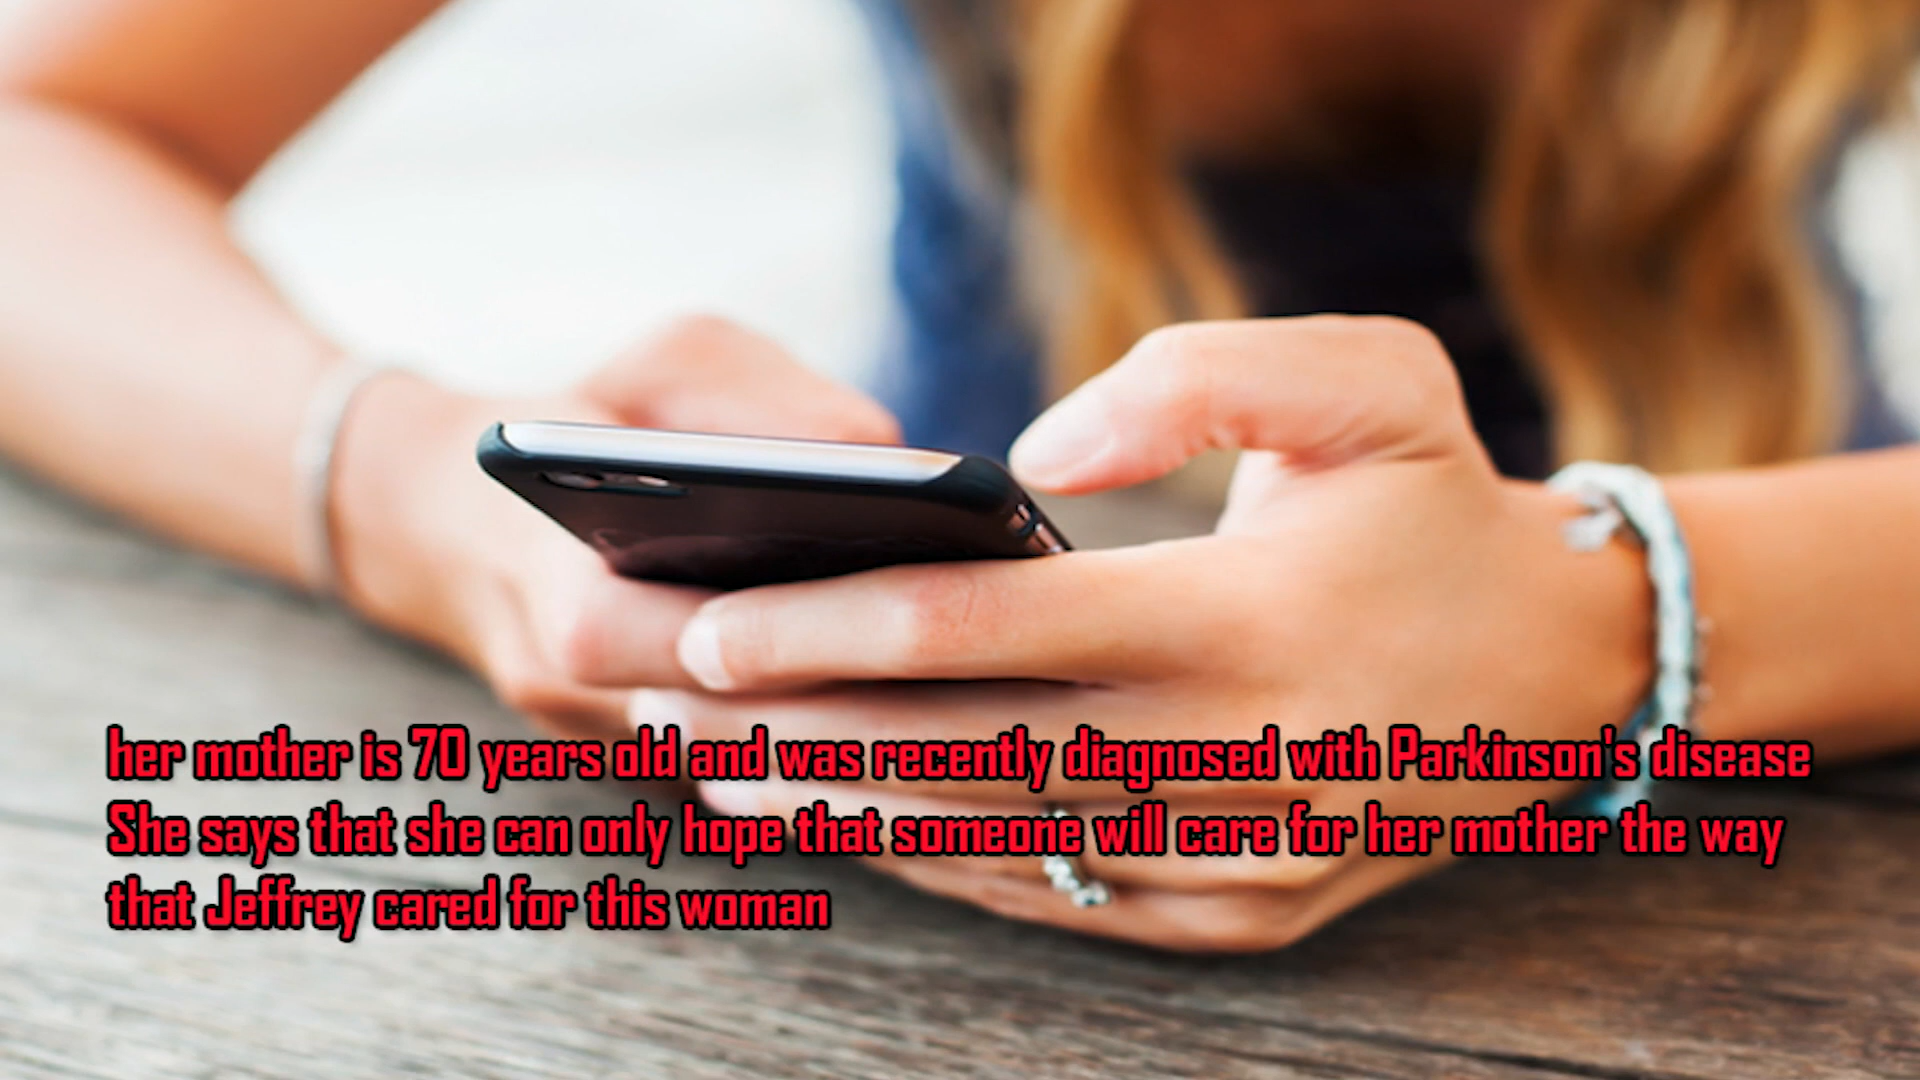 her mother is 70 years old and was recently diagnosed with Parkinson's disease
She says that she can only hope that someone will care for her mother the way
that Jeffrey cared for this woman